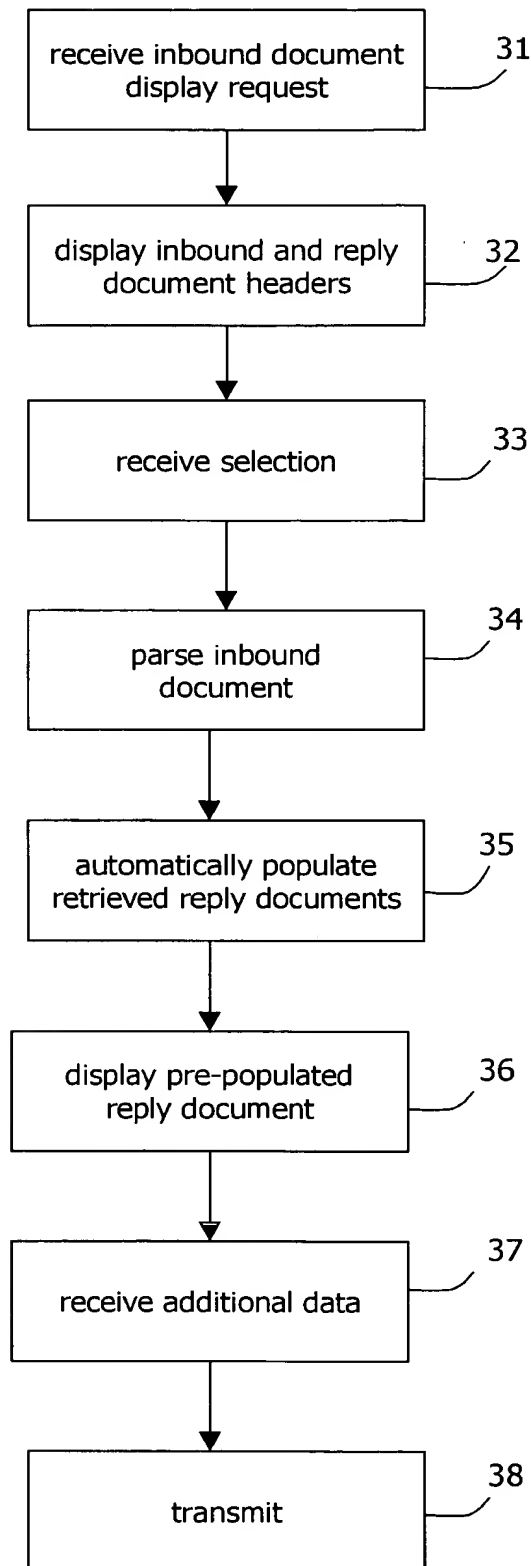 receive inbound document
display request
31
display inbound and reply
document headers
32
receive selection
33
parse inbound
document
34
automatically populate
retrieved reply documents
35
display pre-populated
reply document
36
receive additional data
37
transmit
38